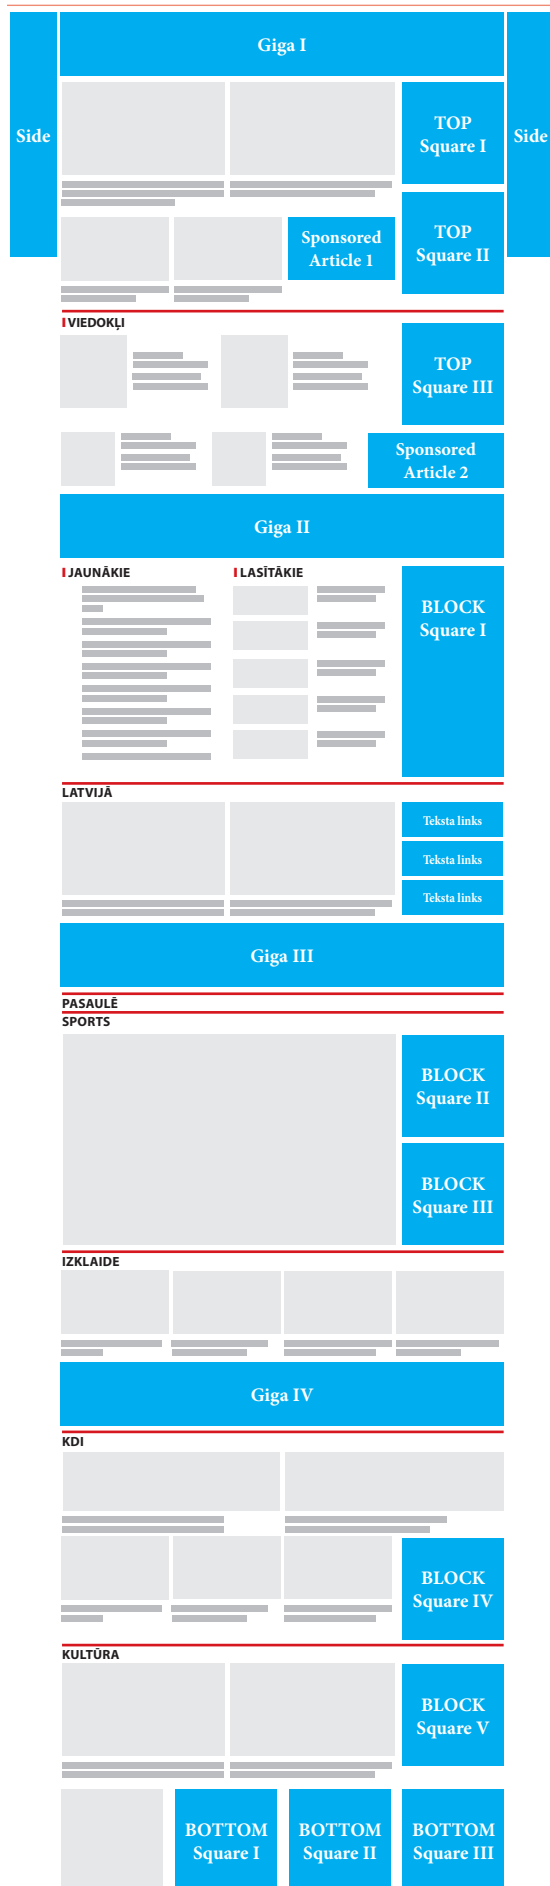 Giga I
Side
Side
TOP
Square I
TOP
Square II
Sponsored
Article 1
VIEDOKĻI
TOP
Square III
Sponsored
Article 2
Giga II
JAUNĀKIE
LASĪTĀKIE
BLOCK
Square I
LATVIJĀ
Teksta links
Teksta links
Teksta links
Giga III
PASAULĒ
SPORTS
BLOCK
Square II
BLOCK
Square III
IZKLAIDE
Giga IV
KDI
BLOCK
Square IV
KULTŪRA
BLOCK
Square V
BOTTOM
Square I
BOTTOM
Square II
BOTTOM
Square III